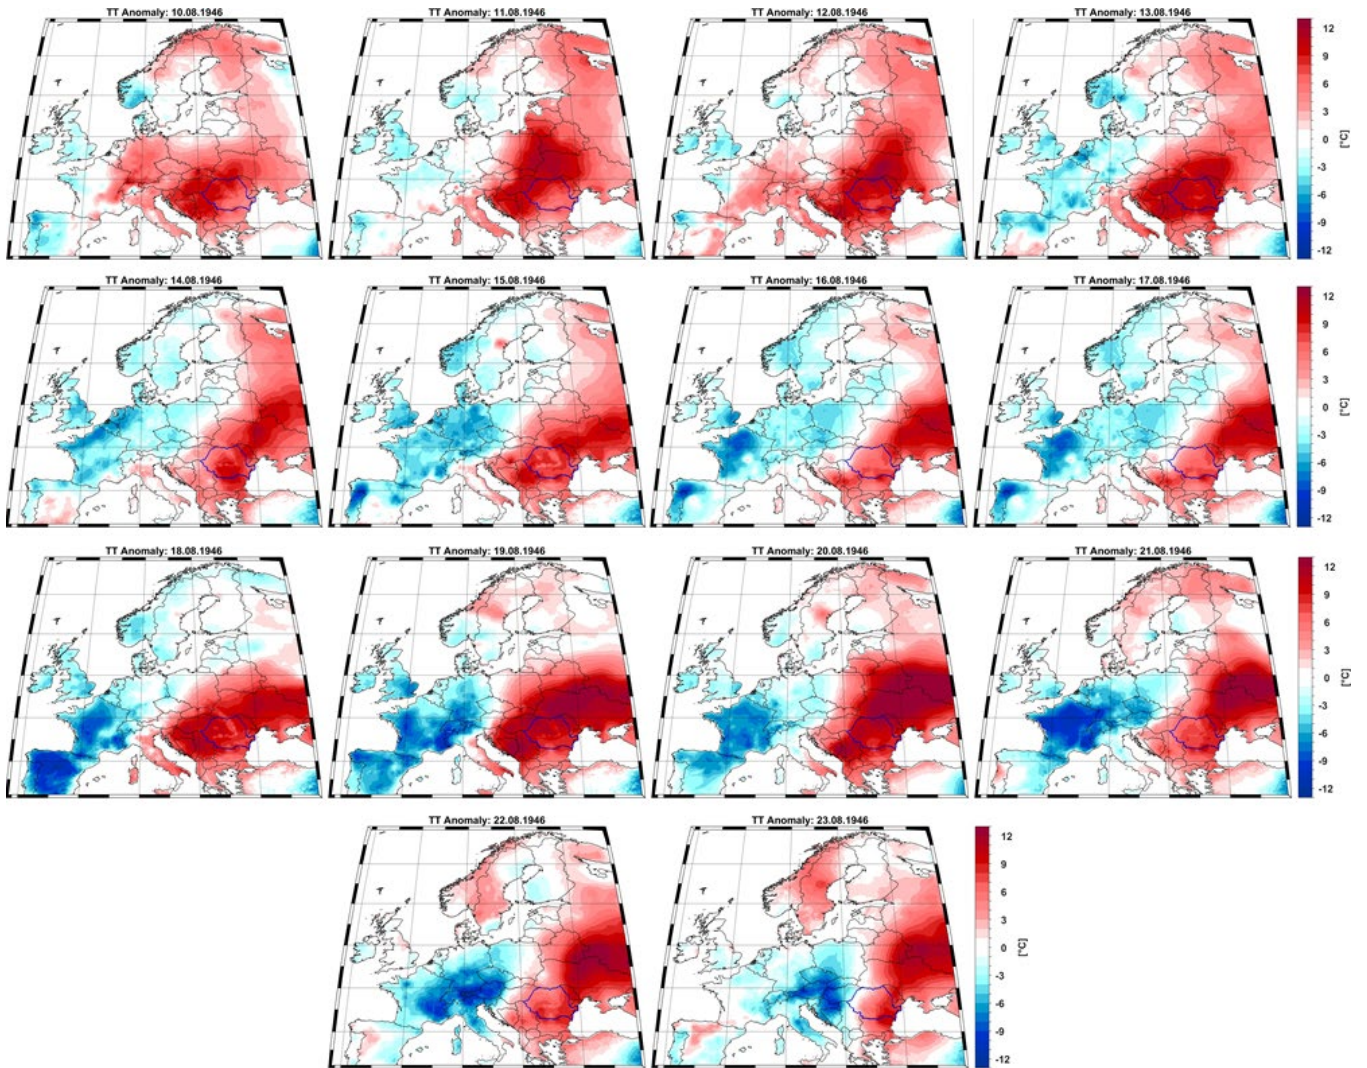 TT Anomaly: 10.08.1946
TT Anomaly: 11.08.1946
TT Anomaly: 12.08.1946
TT Anomaly: 13.08.1946
12
9
6
3
0
-3
-6
-9
-12
[°C]
TT Anomaly: 14.08.1946
TT Anomaly: 15.08.1946
TT Anomaly: 16.08.1946
TT Anomaly: 17.08.1946
12
9
6
3
0
-3
-6
-9
-12
[°C]
TT Anomaly: 18.08.1946
TT Anomaly: 19.08.1946
TT Anomaly: 20.08.1946
TT Anomaly: 21.08.1946
12
9
6
3
0
-3
-6
-9
-12
[°C]
TT Anomaly: 22.08.1946
TT Anomaly: 23.08.1946
12
9
6
3
0
-3
-6
-9
-12
[°C]